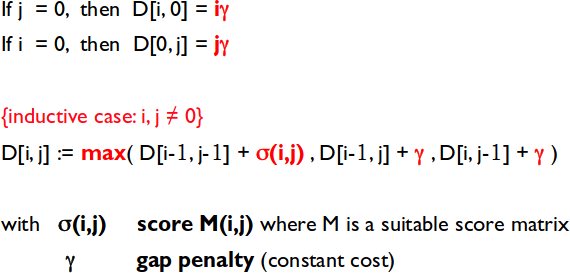 If j = 0, then D[i, 0] = iγ
If i = 0, then D[0, j] = jγ
{inductive case: i, j ≠ 0}
D[i, j] := max( D[i-1, j-1] + σ(i,j) , D[i-1, j] + γ , D[i, j-1] + γ )
with σ(i,j) score M(i,j) where M is a suitable score matrix
γ gap penalty (constant cost)